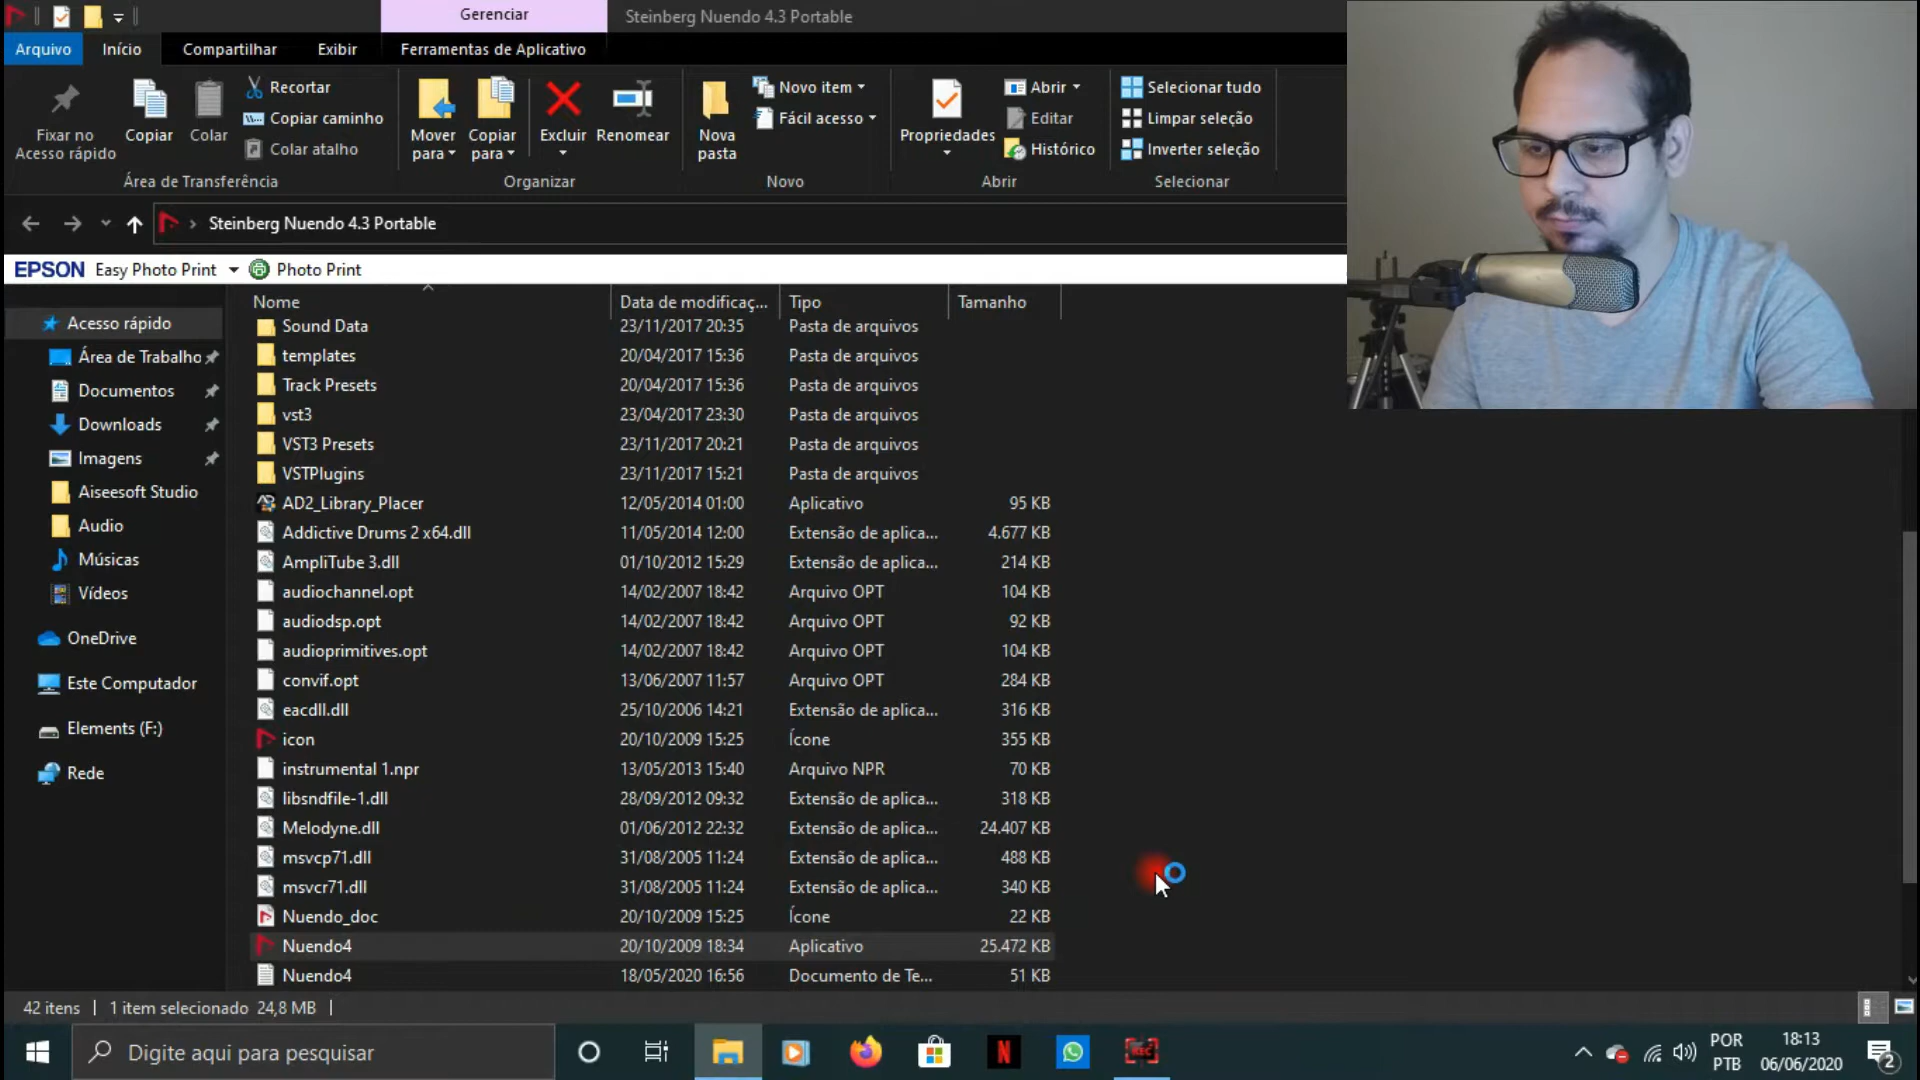 Gerenciar
Steinberg Nuendo 4.3 Portable
Arquivo
Início
Compartilhar
Exibir
Ferramentas de Aplicativo
Fixar no
Acesso rápido
Copiar
Colar
Recortar
Copiar caminho
Colar atalho
Área de Transferência
Mover
para
Copiar
para
Excluir
Renomear
Organizar
Nova
pasta
Novo item
Fácil acesso
Novo
Propriedades
Abrir
Editar
Histórico
Abrir
Selecionar tudo
Limpar seleção
Inverter seleção
Selecionar
Steinberg Nuendo 4.3 Portable
EPSON Easy Photo Print Photo Print
Acesso rápido
Área de Trabalho
Documentos
Downloads
Imagens
Aiseesoft Studio
Audio
Músicas
Vídeos
OneDrive
Este Computador
Elements (F:)
Rede
Nome Data de modificaç... Tipo Tamanho
Sound Data 23/11/2017 20:35 Pasta de arquivos
templates 20/04/2017 15:36 Pasta de arquivos
Track Presets 20/04/2017 15:36 Pasta de arquivos
vst3 23/04/2017 23:30 Pasta de arquivos
VST3 Presets 23/11/2017 20:21 Pasta de arquivos
VSTPlugins 23/11/2017 15:21 Pasta de arquivos
AD2_Library_Placer 12/05/2014 01:00 Aplicativo 95 KB
Addictive Drums 2 x64.dll 11/05/2014 12:00 Extensão de aplica... 4.677 KB
AmpliTube 3.dll 01/10/2012 15:29 Extensão de aplica... 214 KB
audiochannel.opt 14/02/2007 18:42 Arquivo OPT 104 KB
audiodsp.opt 14/02/2007 18:42 Arquivo OPT 92 KB
audioprimitives.opt 14/02/2007 18:42 Arquivo OPT 104 KB
convif.opt 13/06/2007 11:57 Arquivo OPT 284 KB
eacdll.dll 25/10/2006 14:21 Extensão de aplica... 316 KB
icon 20/10/2009 15:25 Ícone 355 KB
instrumental 1.npr 13/05/2013 15:40 Arquivo NPR 70 KB
libsndfile-1.dll 28/09/2012 09:32 Extensão de aplica... 318 KB
Melodyne.dll 01/06/2012 22:32 Extensão de aplica... 24.407 KB
msvcp71.dll 31/08/2005 11:24 Extensão de aplica... 488 KB
msvcr71.dll 31/08/2005 11:24 Extensão de aplica... 340 KB
Nuendo_doc 20/10/2009 15:25 Ícone 22 KB
Nuendo4 20/10/2009 18:34 Aplicativo 25.472 KB
Nuendo4 18/05/2020 16:56 Documento de Te... 51 KB
42 itens 1 item selecionado 24,8 MB
Digite aqui para pesquisar
N
REC
POR
PTB
18:13
06/06/2020
2